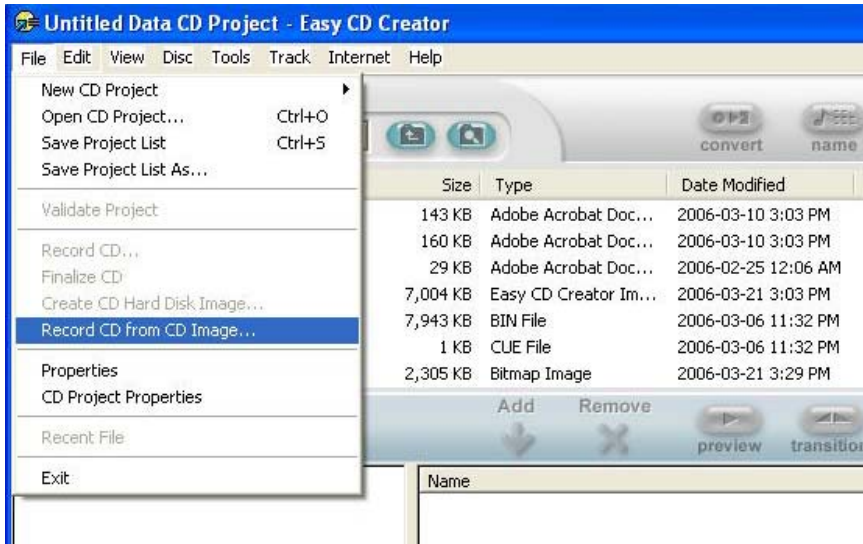 Untitled Data CD Project - Easy CD Creator
File Edit View Disc Tools Track Internet Help
New CD Project
Open CD Project... Ctrl+O
Save Project List Ctrl+S
Save Project List As...
Validate Project
Record CD...
Finalize CD
Create CD Hard Disk Image...
Record CD from CD Image...
Properties
CD Project Properties
Recent File
Exit
convert name
Size Type Date Modified
143 KB Adobe Acrobat Doc... 2006-03-10 3:03 PM
160 KB Adobe Acrobat Doc... 2006-03-10 3:03 PM
29 KB Adobe Acrobat Doc... 2006-02-25 12:06 AM
7,004 KB Easy CD Creator Im... 2006-03-21 3:03 PM
7,943 KB BIN File 2006-03-06 11:32 PM
1 KB CUE File 2006-03-06 11:32 PM
2,305 KB Bitmap Image 2006-03-21 3:29 PM
Add Remove
preview transition
Name